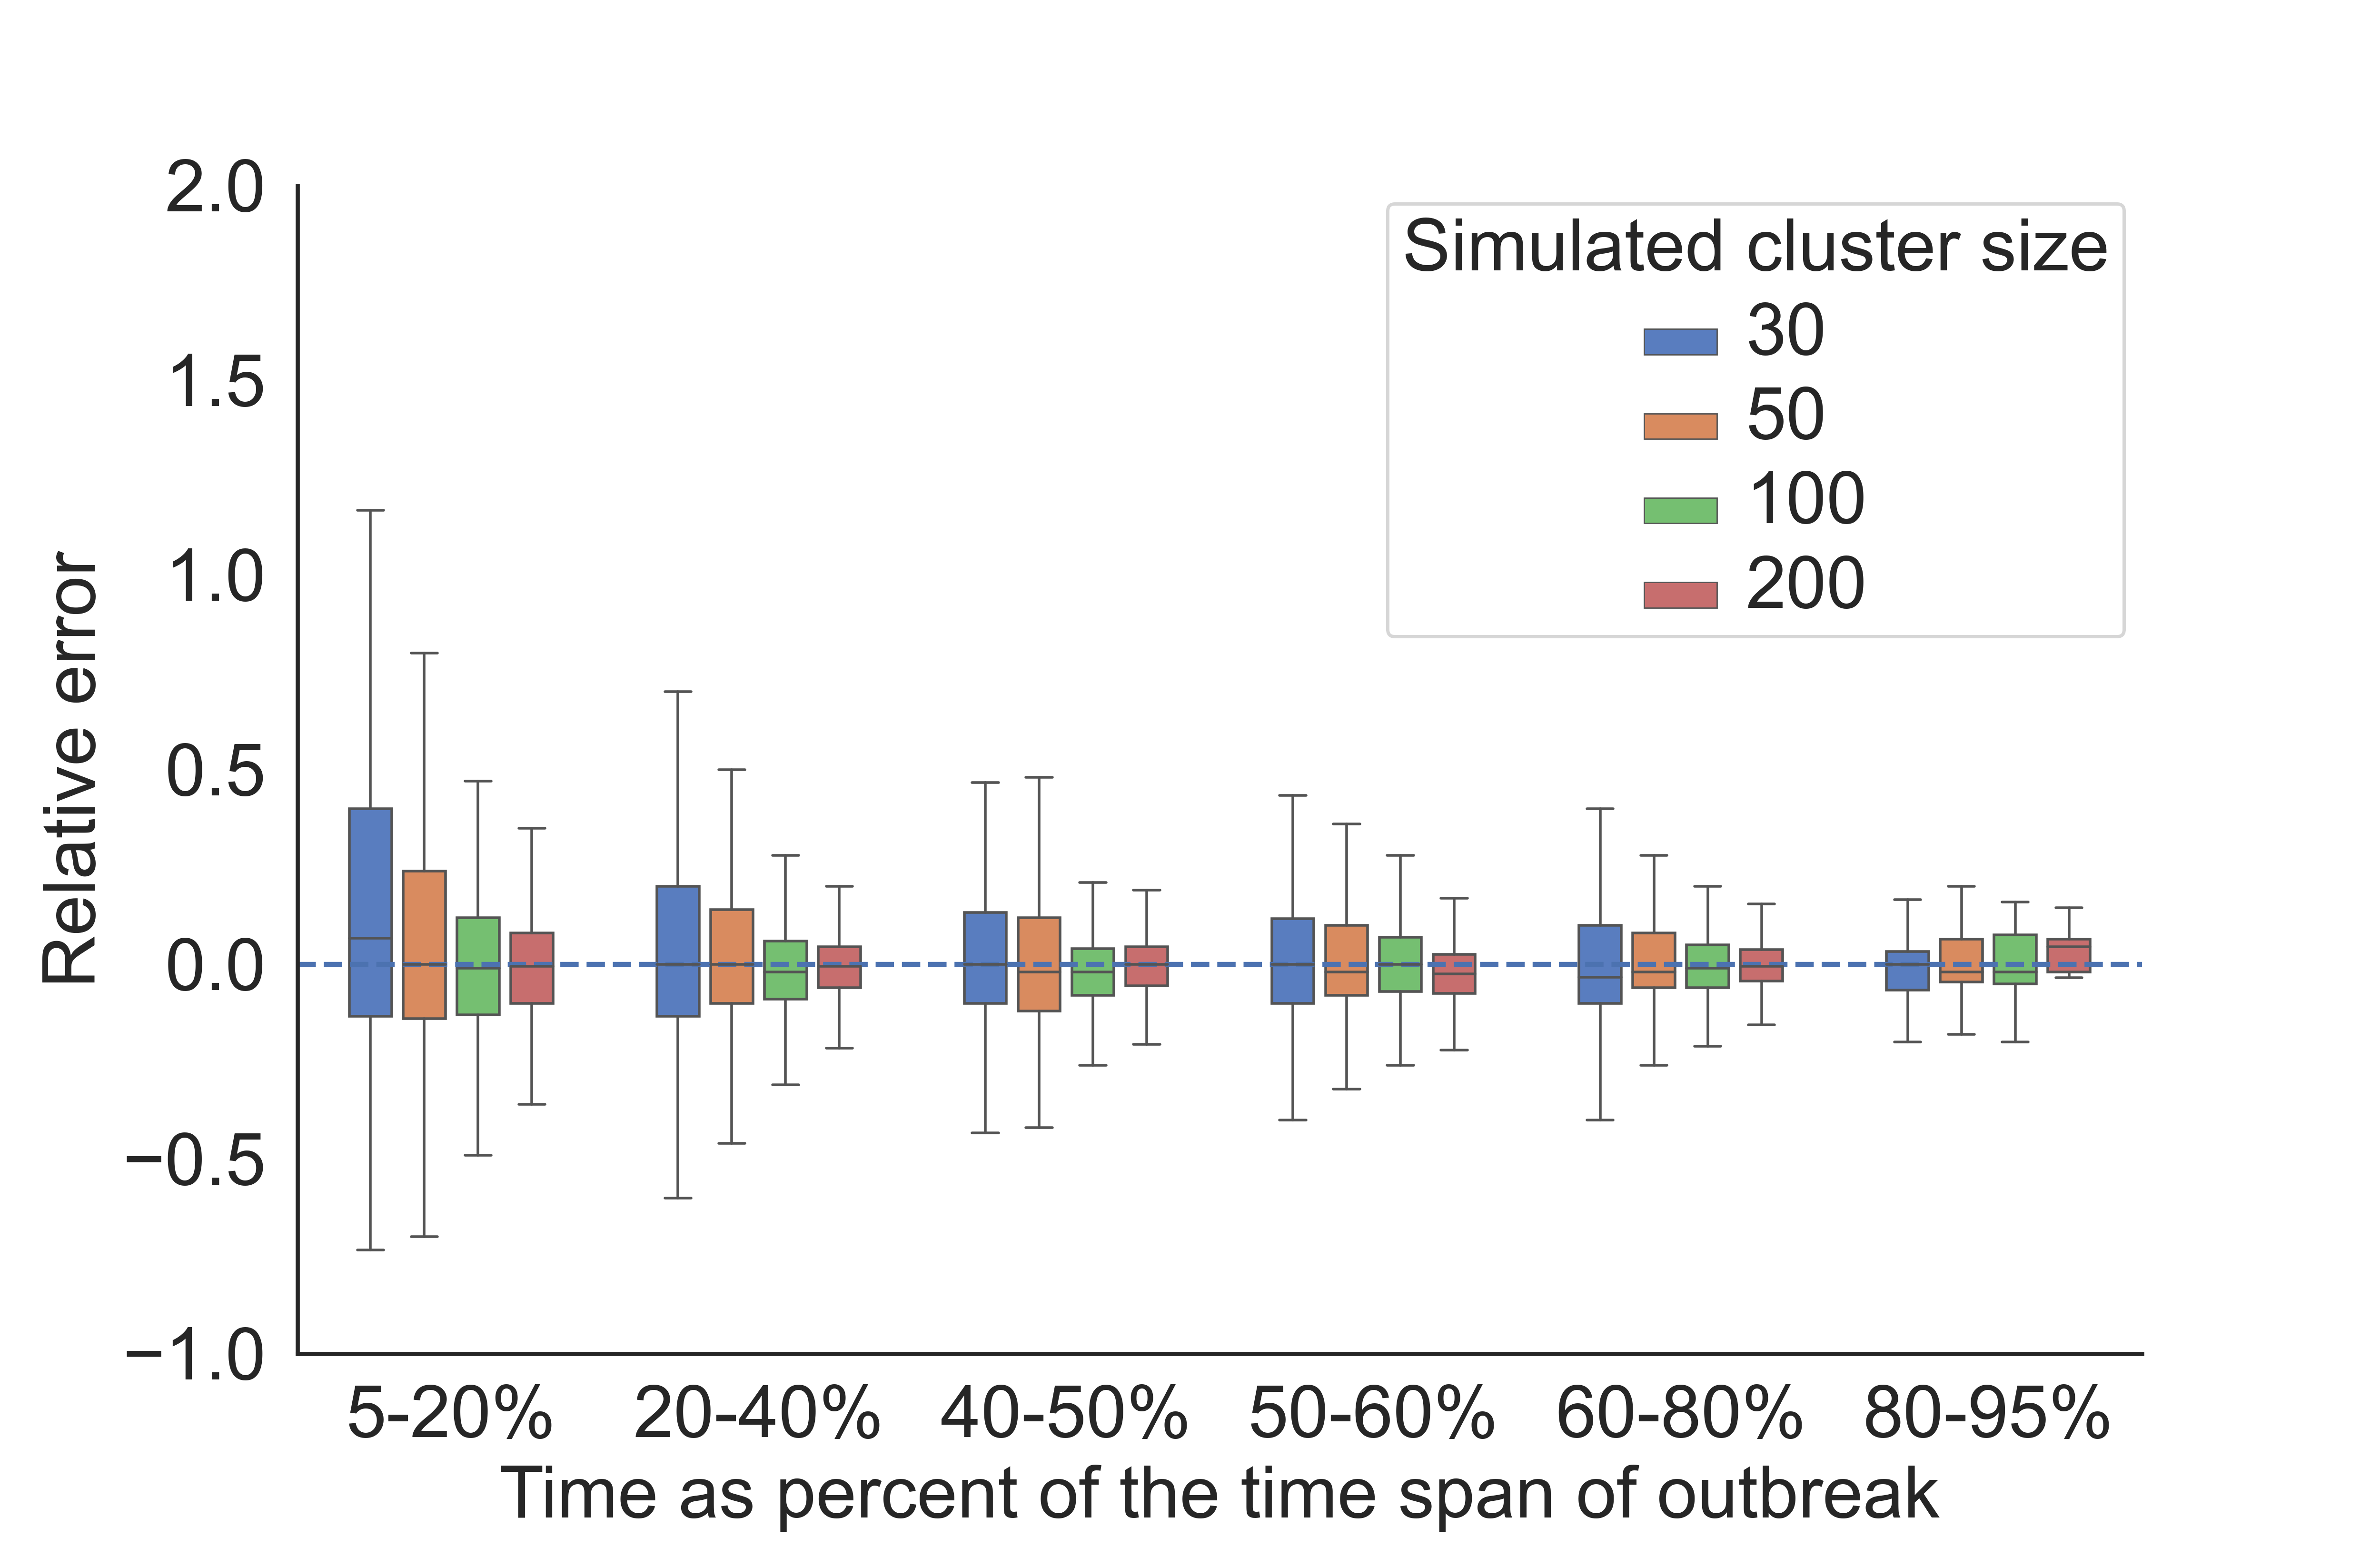 2.0
1.5
1.0
0.5
0.0
−0.5
−1.0
Relative error
Simulated cluster size
30
50
100
200
5-20% 20-40% 40-50% 50-60% 60-80% 80-95%
Time as percent of the time span of outbreak